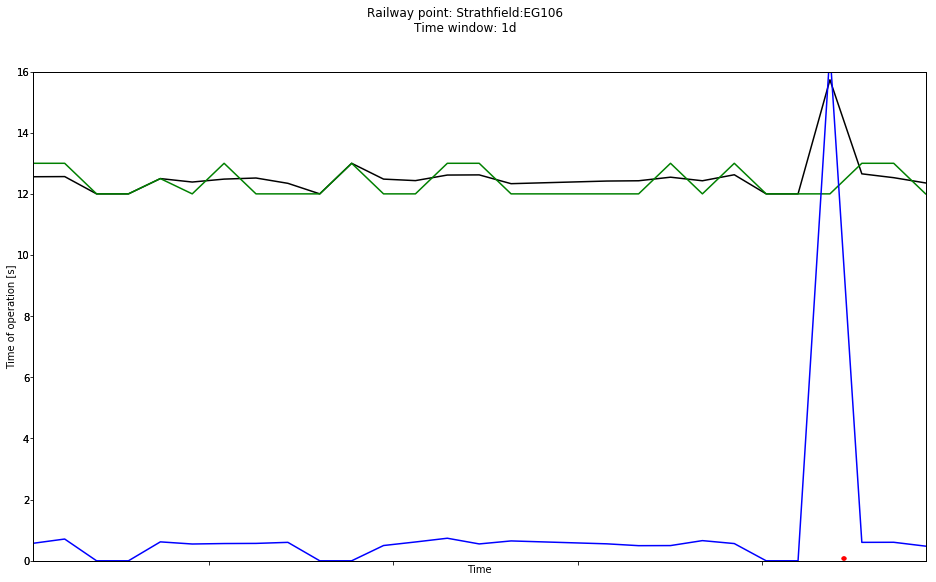 Railway point: Strathfield:EG106
Time window: 1d
16
14
12
10
8
6
4
2
0
Time of operation [s]
Time